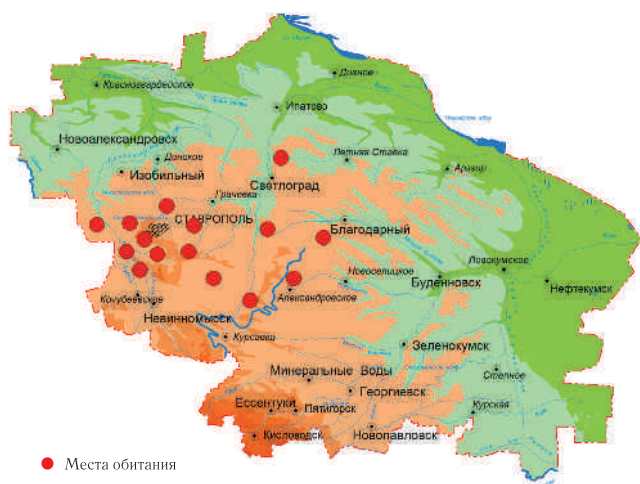 Дивное
Красногвардейское
Ипатово
Новоалександровск
Донское
Летняя Ставка
Изобильный
Арзгир
Светлоград
Грачевка
СТАВРОПОЛЬ
Благодарный
Левокумское
Новоселицкое
Буденновск
Нефтекумск
Кочубеевское
Александровское
Невинномысск
Курсавка
Зеленокумск
Минеральные Воды
Степное
Георгиевск
Ессентуки
Пятигорск
Курская
Кисловодск
Новопавловск
Места обитания